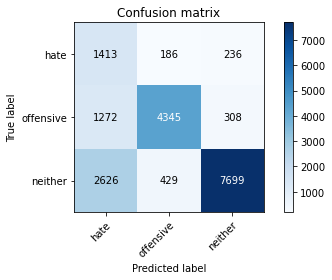 Confusion matrix
True label
hate
offensive
neither
1413 186 236
1272 4345 308
2626 429 7699
hate
offensive
neither
Predicted label
7000
6000
5000
4000
3000
2000
1000